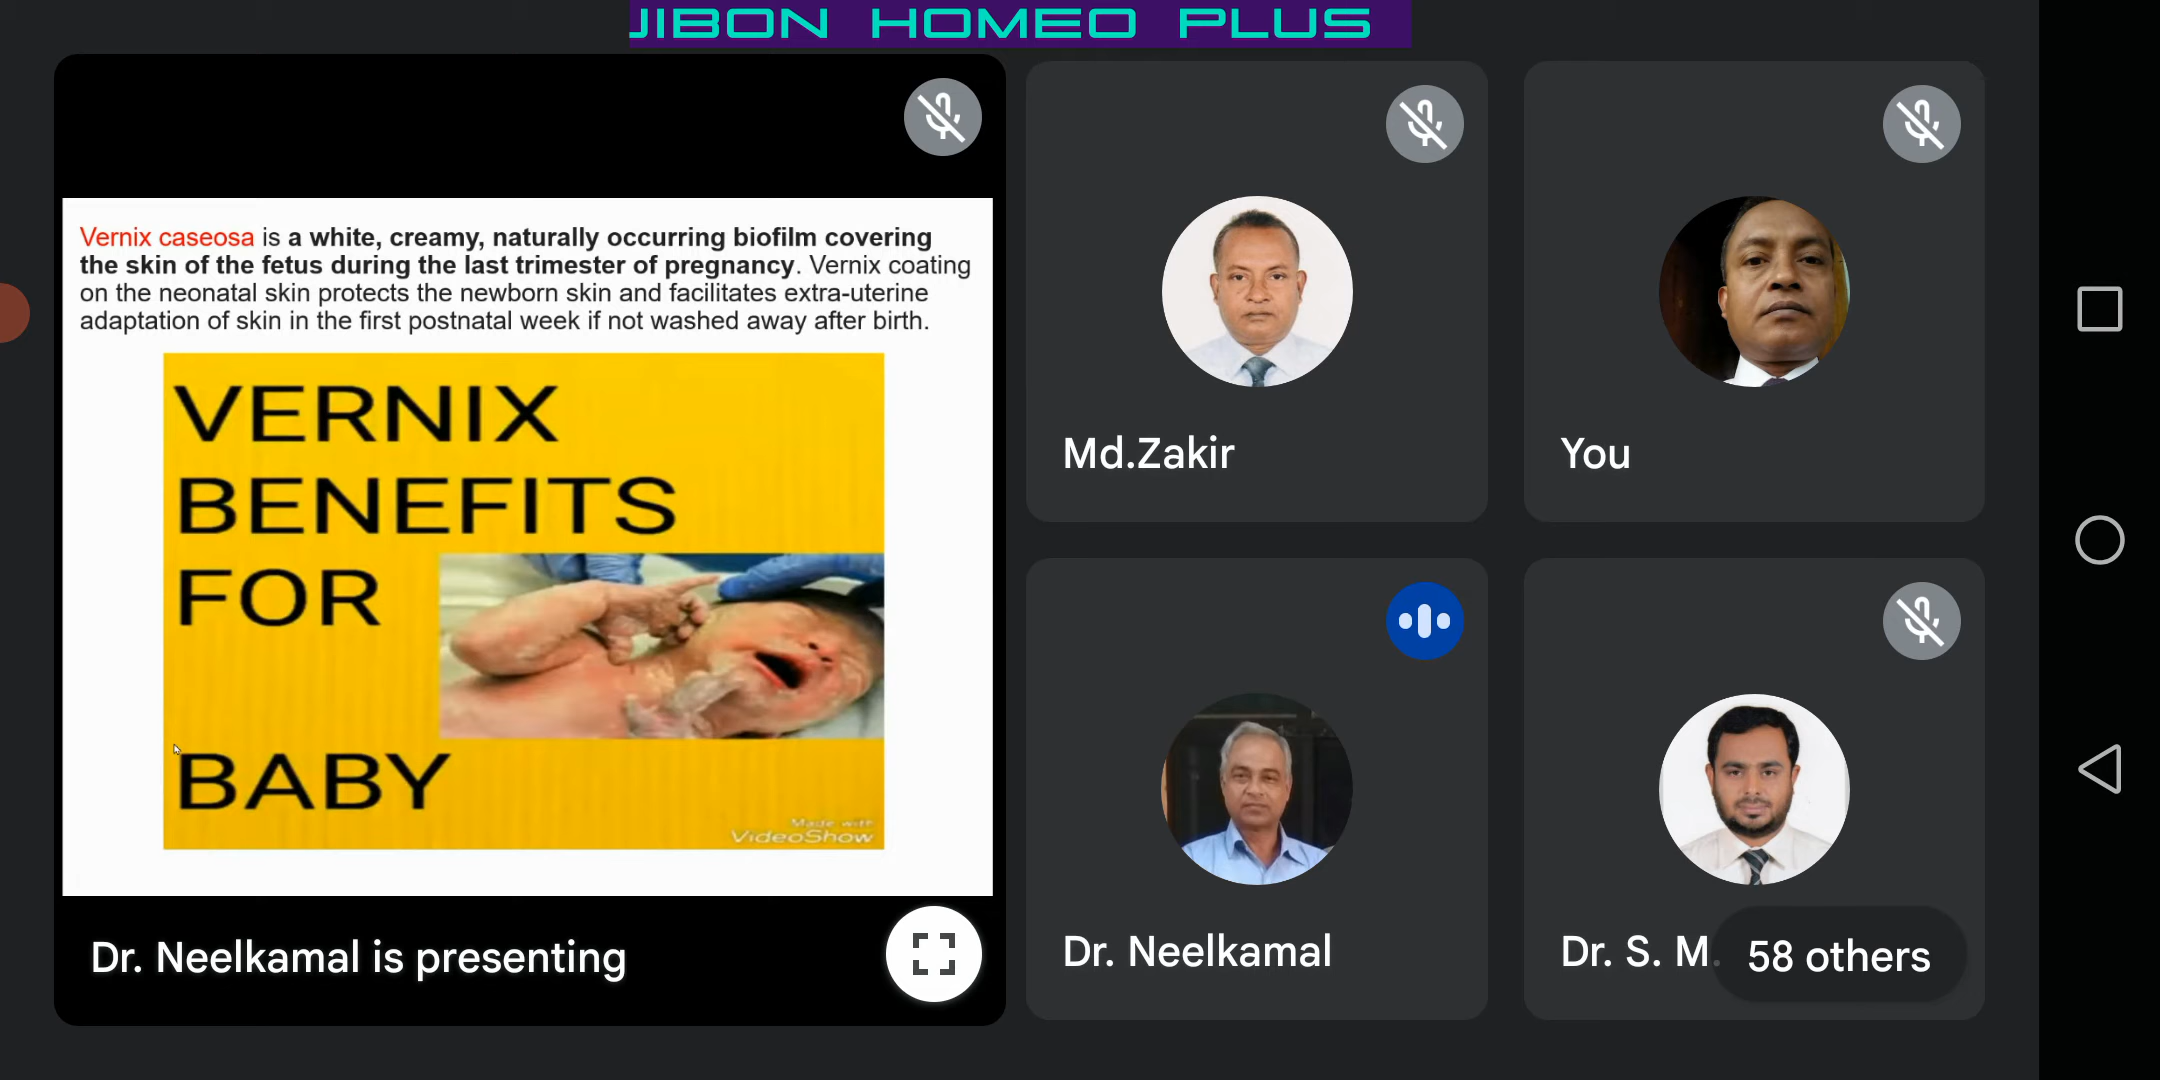 JIBON HOMEO PLUS
Vernix caseosa is a white, creamy, naturally occurring biofilm covering
the skin of the fetus during the last trimester of pregnancy. Vernix coating
on the neonatal skin protects the newborn skin and facilitates extra-uterine
adaptation of skin in the first postnatal week if not washed away after birth.
VERNIX
BENEFITS
FOR
BABY
Made with
VideoShow
Dr. Neelkamal is presenting
Md.Zakir
You
Dr. Neelkamal
Dr. S. M.
58 others